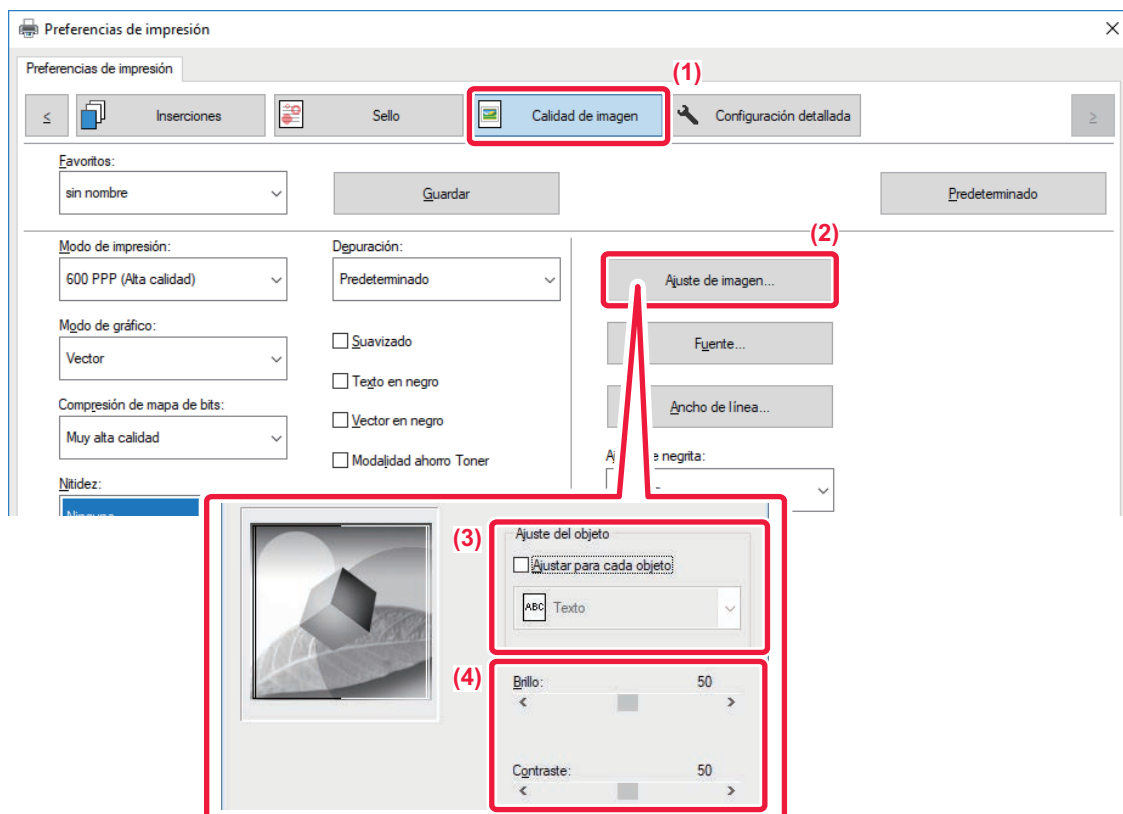 Preferencias de impresión
Preferencias de impresión
(1)
< Inserciones Sello Calidad de imagen Configuración detallada >
Favoritos:
sin nombre Guardar Predeterminado
(2)
Modo de impresión: Depuración:
600 PPP (Alta calidad) Predeterminado Ajuste de imagen...
Modo de gráfico:
Vector Suavizado Fuente...
Texto en negro
Compresión de mapa de bits: Ancho de línea...
Muy alta calidad Vector en negro
Modalidad ahorro Toner e negrita:
Nitidez:
Ninguna
(3) Ajuste del objeto
Ajustar para cada objeto
ABC Texto
(4) Brillo: 50
< >
Contraste: 50
< >